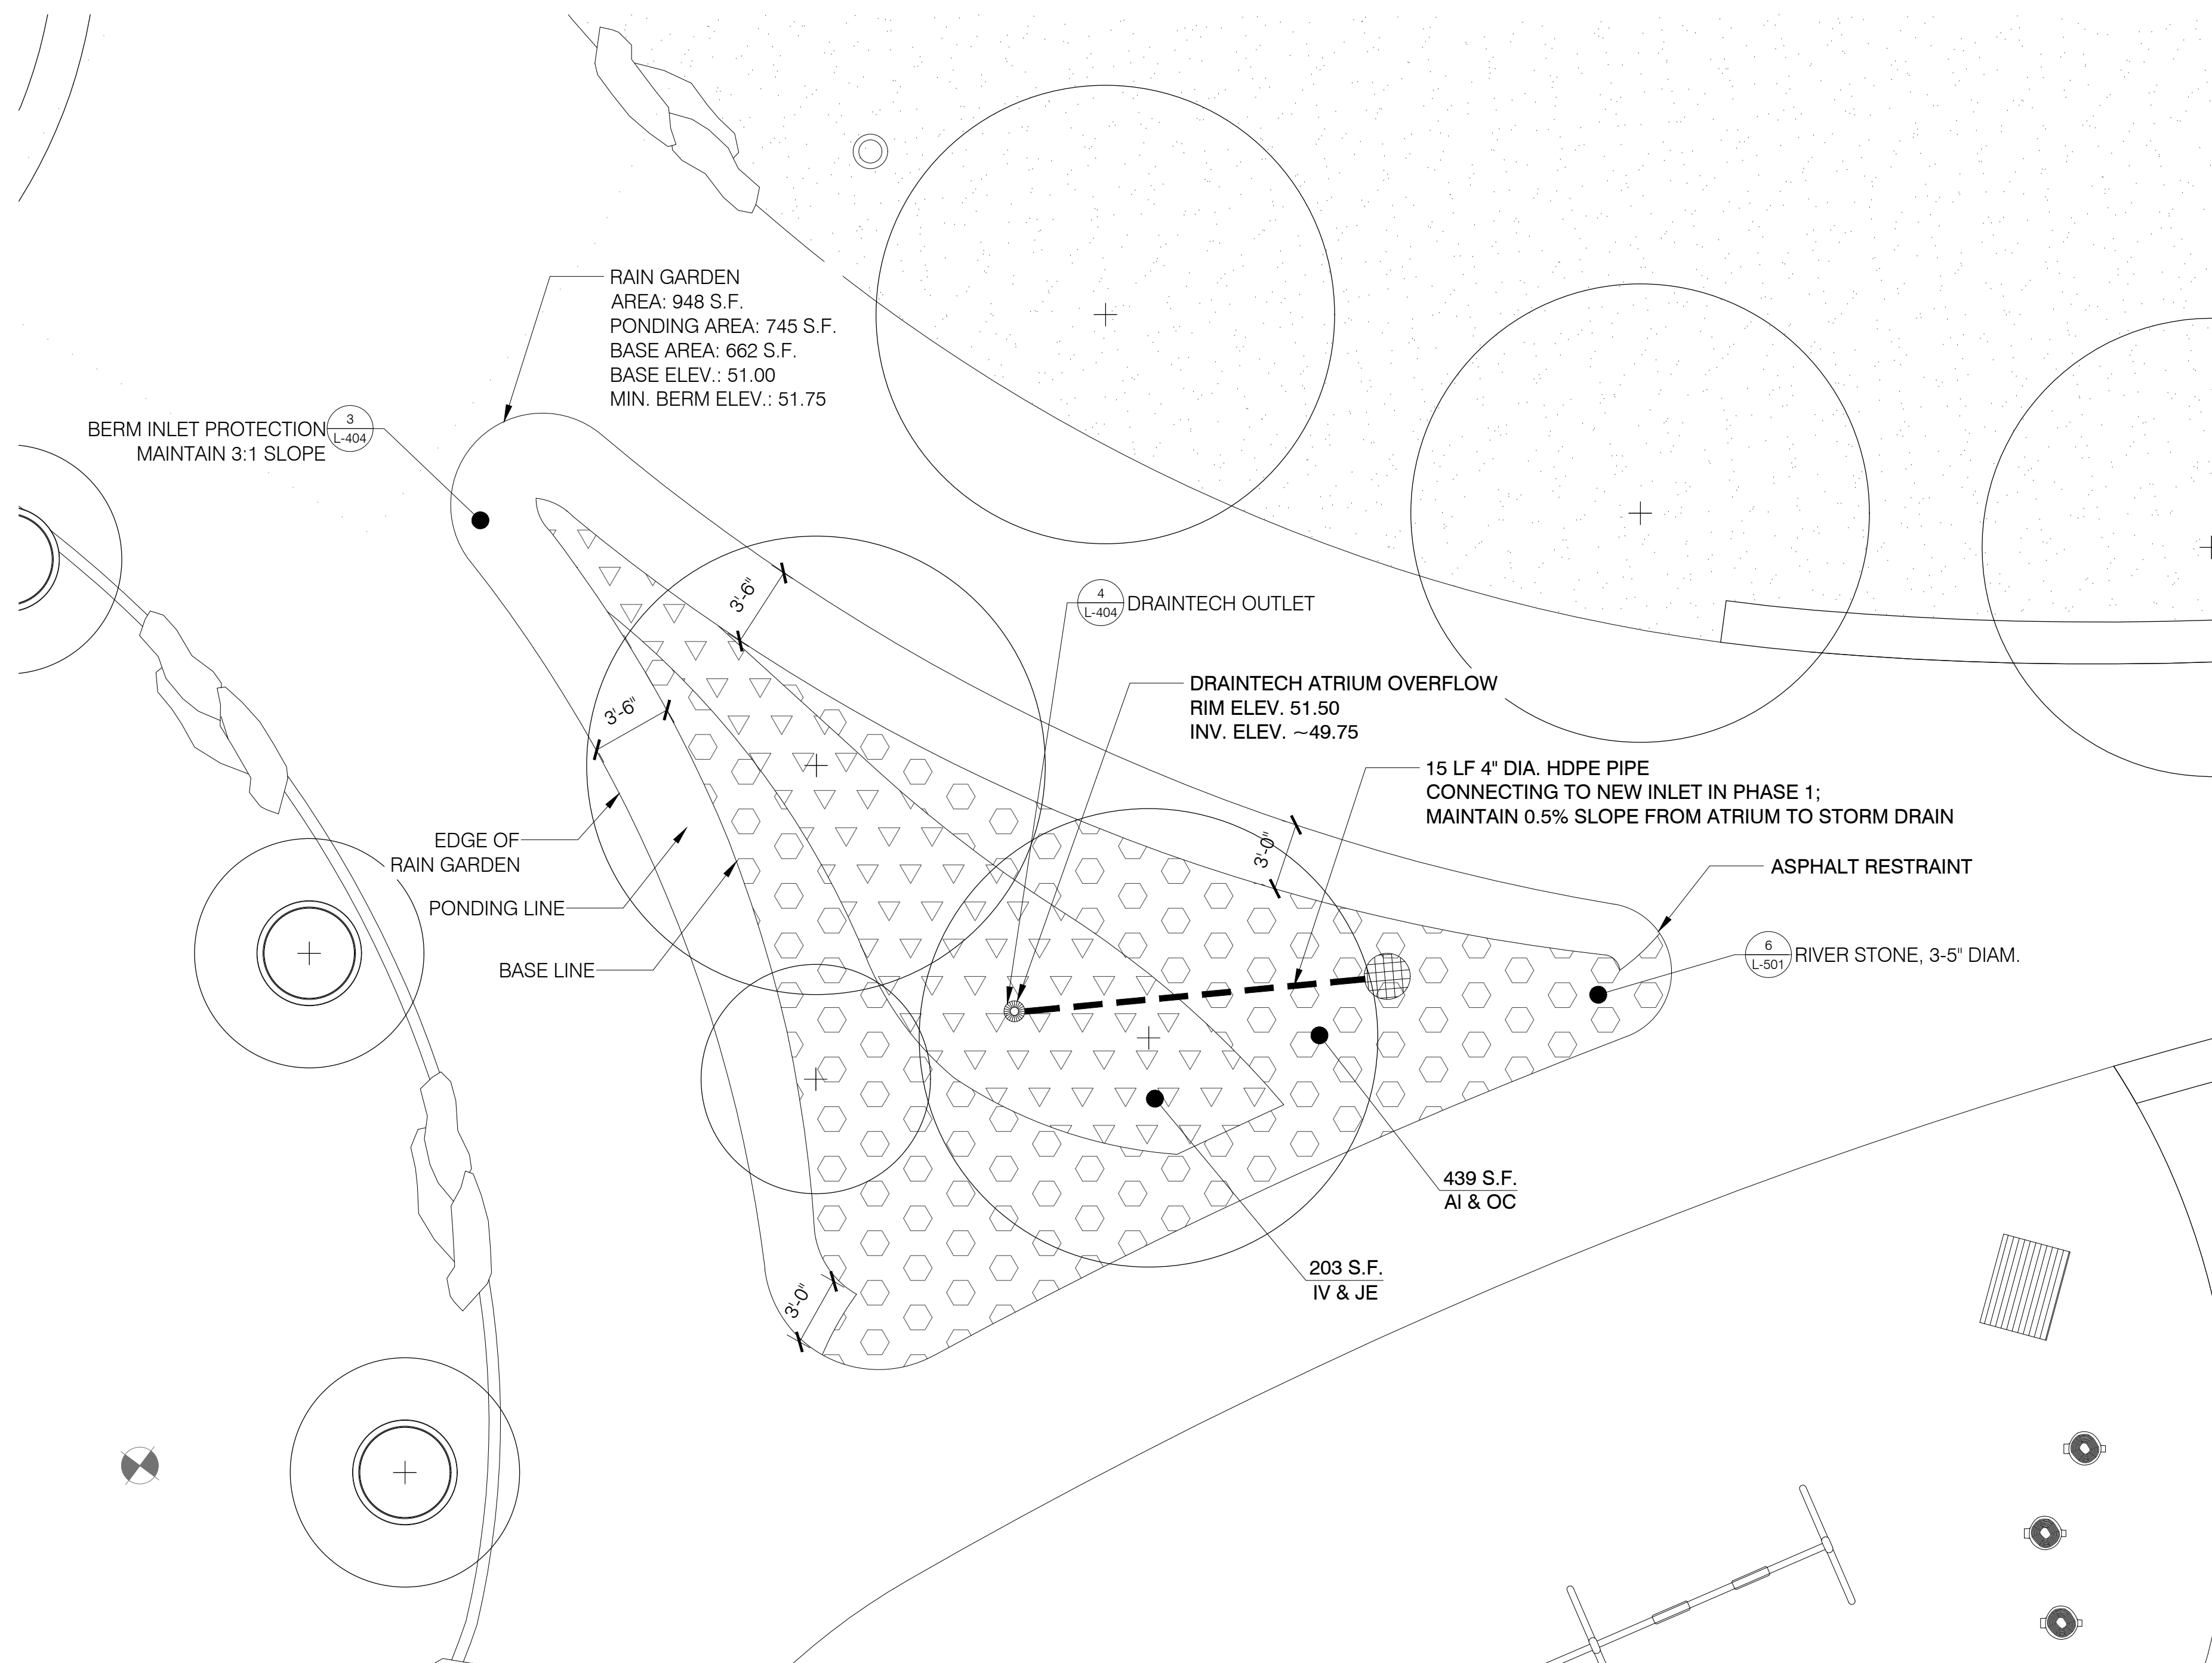 RAIN GARDEN
AREA: 948 S.F.
PONDING AREA: 745 S.F.
BASE AREA: 662 S.F.
BASE ELEV.: 51.00
MIN. BERM ELEV.: 51.75
BERM INLET PROTECTION
MAINTAIN 3:1 SLOPE
3
L-404
3'-6"
3'-6"
4
L-404
DRAINTECH OUTLET
DRAINTECH ATRIUM OVERFLOW
RIM ELEV. 51.50
INV. ELEV. ~49.75
15 LF 4" DIA. HDPE PIPE
CONNECTING TO NEW INLET IN PHASE 1;
MAINTAIN 0.5% SLOPE FROM ATRIUM TO STORM DRAIN
EDGE OF
RAIN GARDEN
3'-0"
ASPHALT RESTRAINT
PONDING LINE
6
L-501
RIVER STONE, 3-5" DIAM.
BASE LINE
439 S.F.
AI & OC
203 S.F.
IV & JE
3'-0"